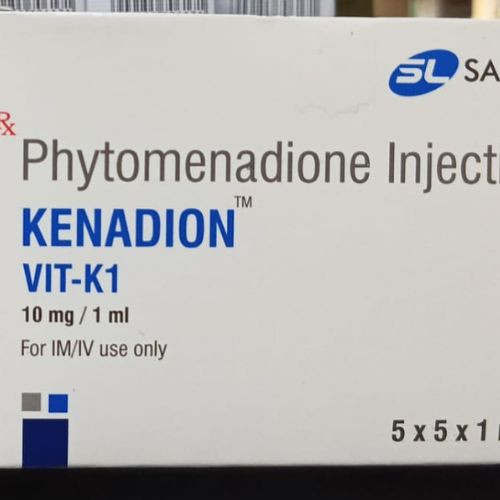 SL SA
Rx
Phytomenadione Injecti
KENADION™
VIT-K1
10 mg / 1 ml
For IM/IV use only
5 x 5 x 1